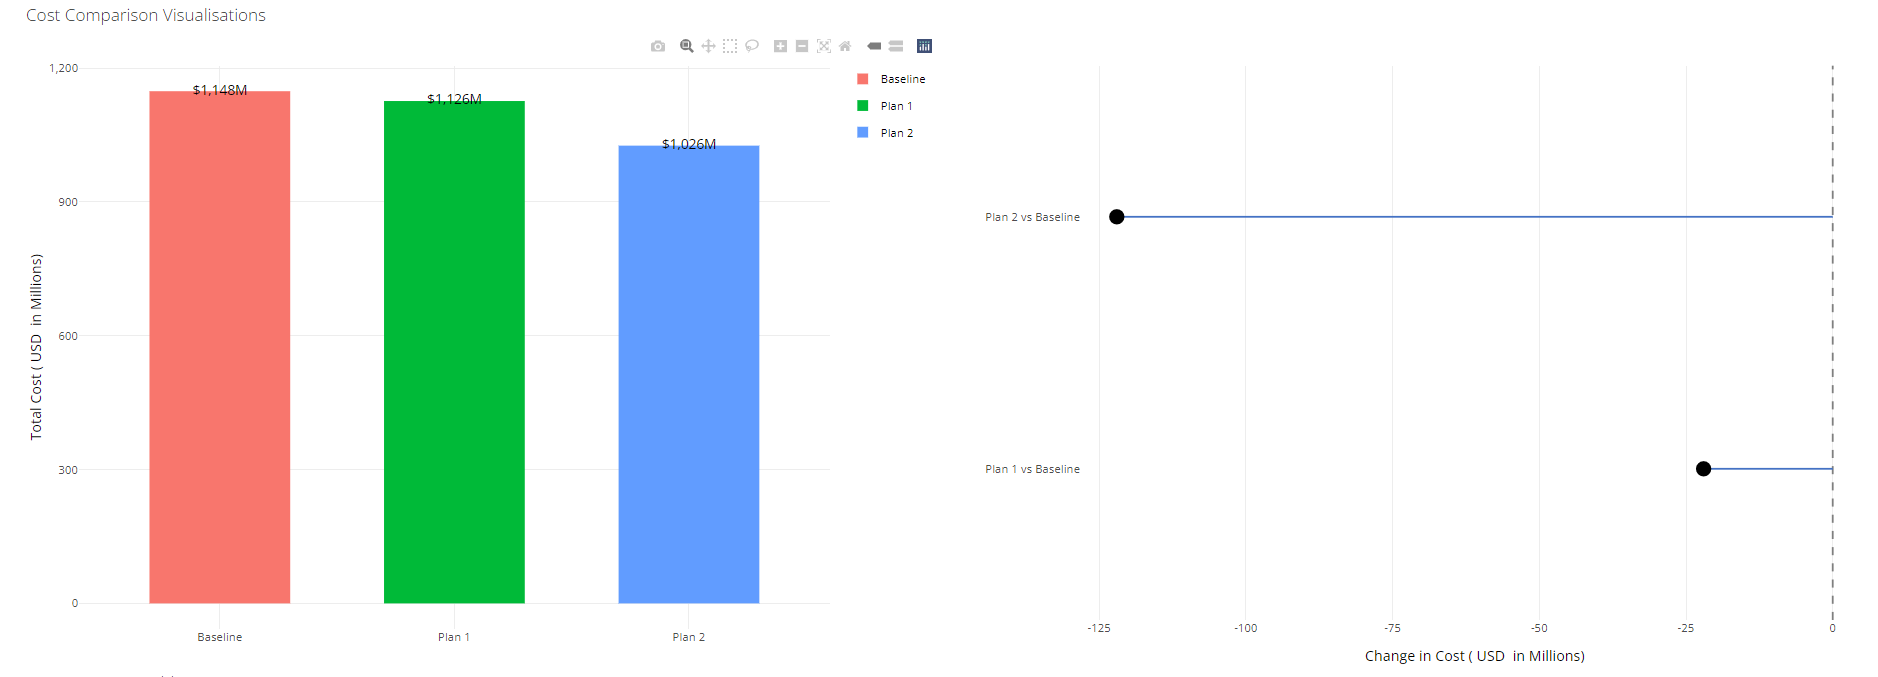 Cost Comparison Visualisations
1,200
900
600
300
0
Total Cost ( USD  in Millions)
$1,148M
$1,126M
$1,026M
Baseline
Plan 1
Plan 2
Baseline
Plan 1
Plan 2
Plan 2 vs Baseline
Plan 1 vs Baseline
-125
-100
-75
-50
-25
0
Change in Cost ( USD  in Millions)